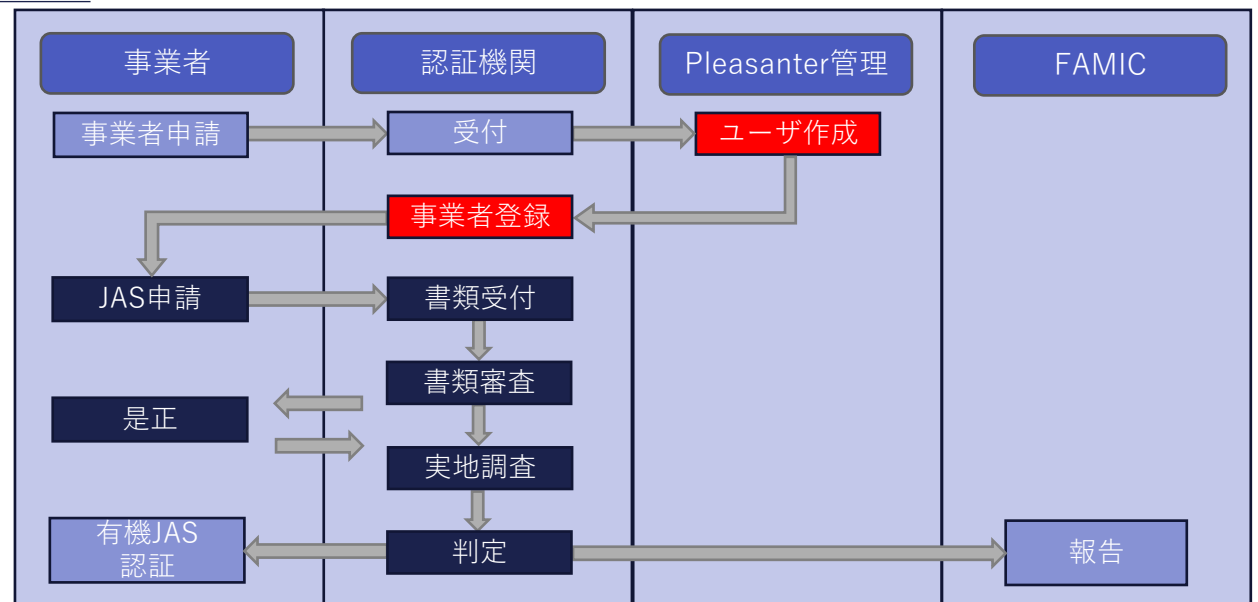 事業者
認証機関
Pleasanter管理
FAMIC
事業者申請
受付
ユーザ作成
事業者登録
JAS申請
書類受付
書類審査
是正
実地調査
有機JAS
認証
判定
報告